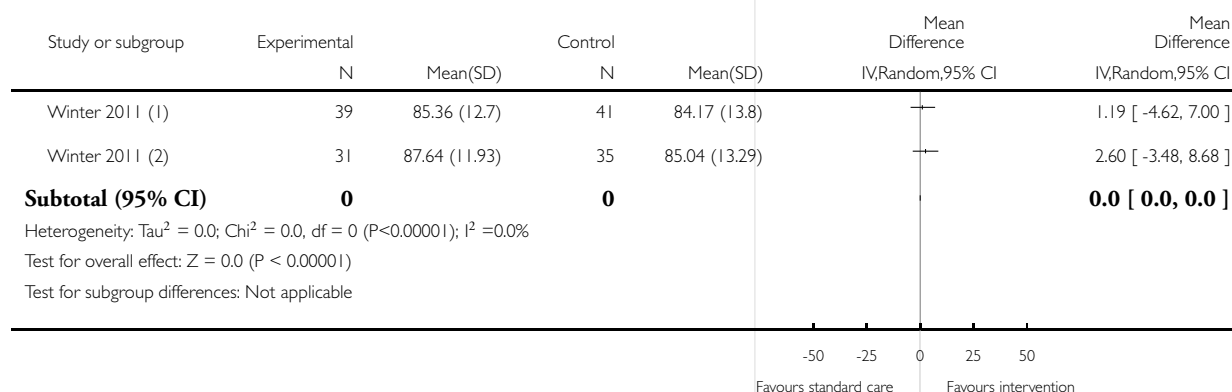 Study or subgroup Experimental Control Mean Difference Mean Difference
N Mean(SD) N Mean(SD) IV,Random,95% CI IV,Random,95% CI
Winter 2011 (1) 39 85.36 (12.7) 41 84.17 (13.8) 1.19 [ -4.62, 7.00 ]
Winter 2011 (2) 31 87.64 (11.93) 35 85.04 (13.29) 2.60 [ -3.48, 8.68 ]
Subtotal (95% CI) 0 0 0.0 [ 0.0, 0.0 ]
Heterogeneity: Tau² = 0.0; Chi² = 0.0, df = 0 (P<0.00001); I² =0.0%
Test for overall effect: Z = 0.0 (P < 0.00001)
Test for subgroup differences: Not applicable
-50 -25 0 25 50
Favours standard care Favours intervention